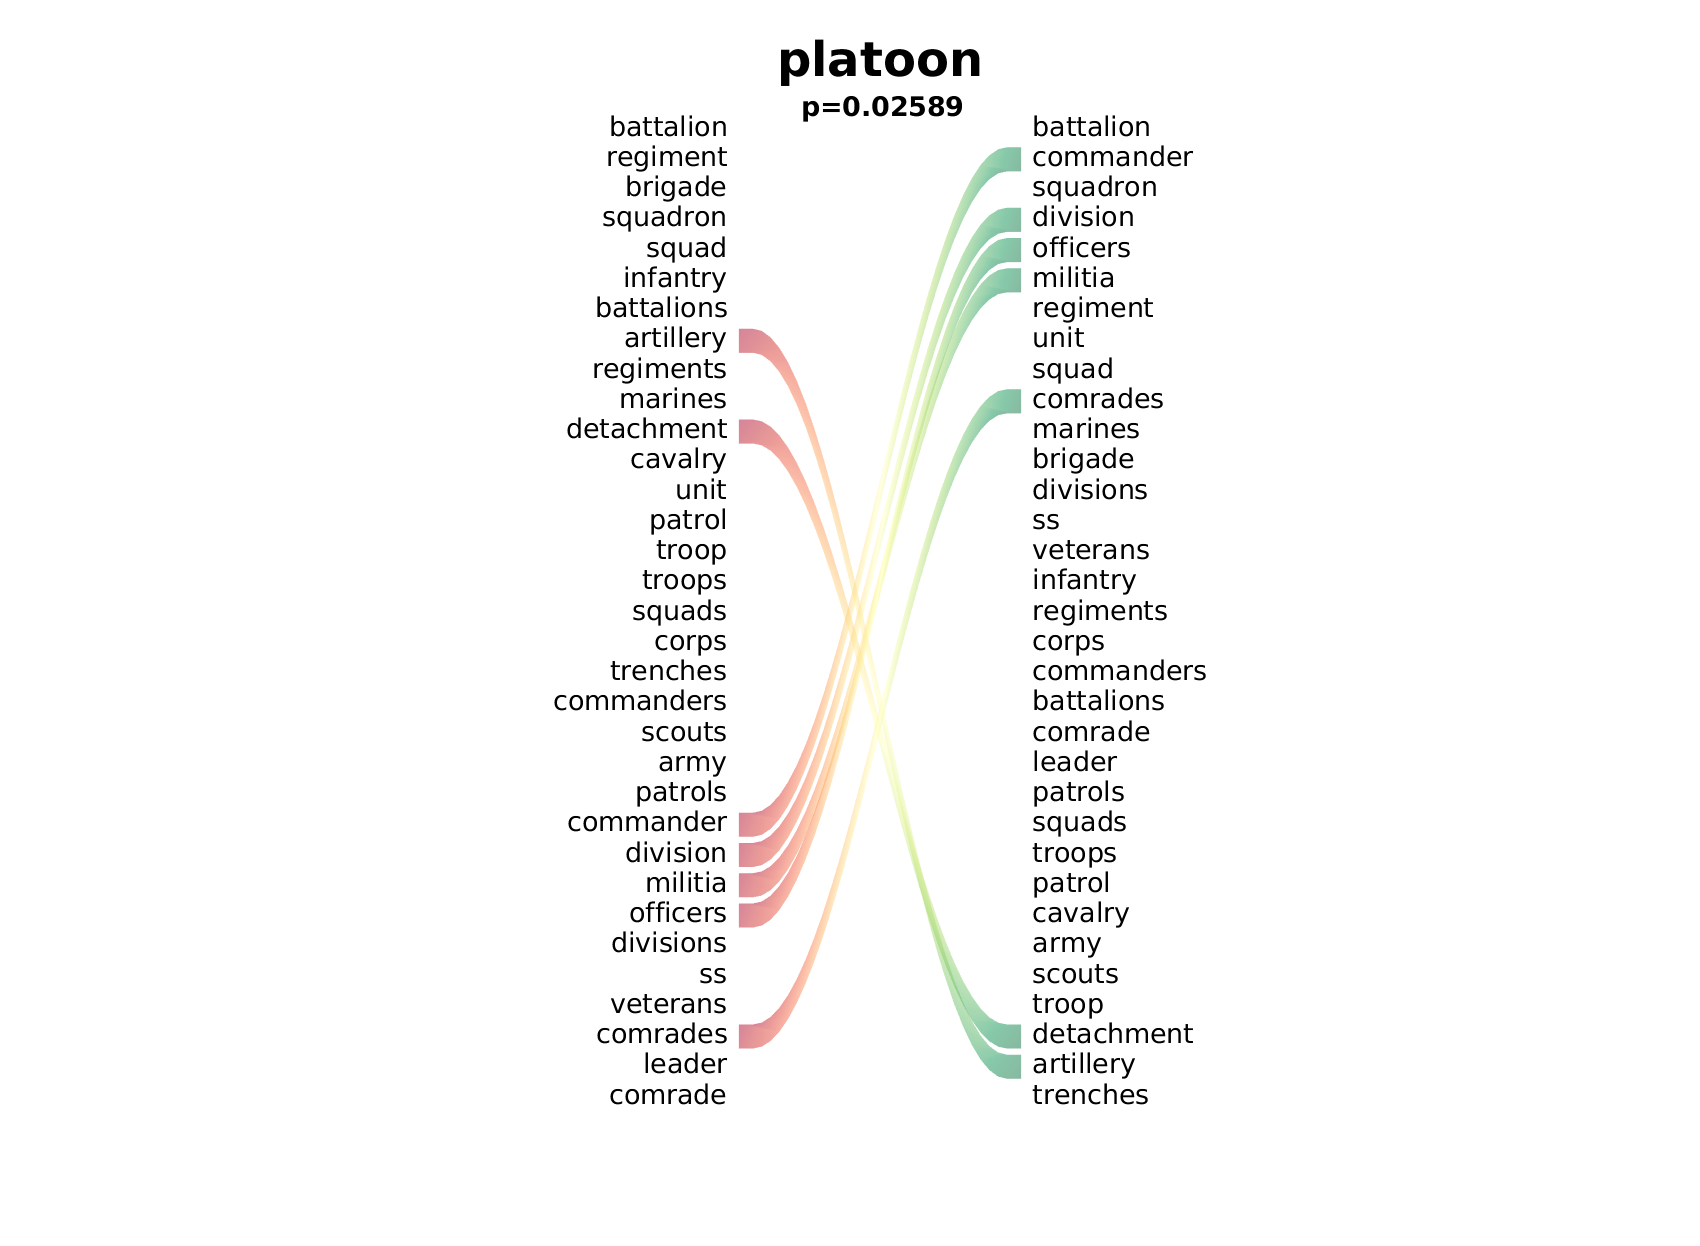 platoon
p=0.02589
battalion battalion
regiment commander
brigade squadron
squadron division
squad officers
infantry militia
battalions regiment
artillery unit
regiments squad
marines comrades
detachment marines
cavalry brigade
unit divisions
patrol ss
troop veterans
troops infantry
squads regiments
corps corps
trenches commanders
commanders battalions
scouts comrade
army leader
patrols patrols
commander squads
division troops
militia patrol
officers cavalry
divisions army
ss scouts
veterans troop
comrades detachment
leader artillery
comrade trenches